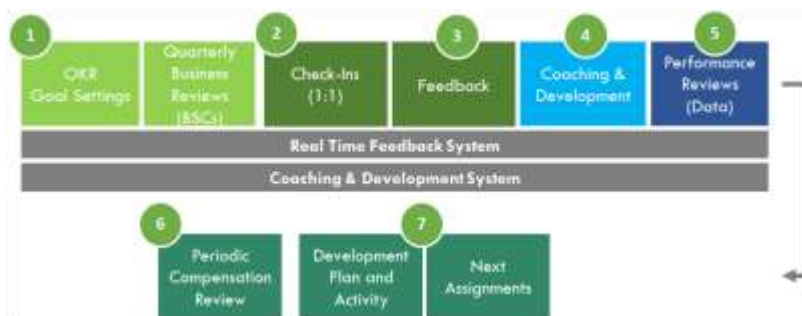 1
OKR
Goal Settings
Quarterly
Business
Reviews
(BSCs)
2
Check-Ins
(1:1)
3
Feedback
4
Coaching &
Development
5
Performance
Reviews
(Data)
Real Time Feedback System
Coaching & Development System
6
Periodic
Compensation
Review
7
Development
Plan and
Activity
Next
Assignments